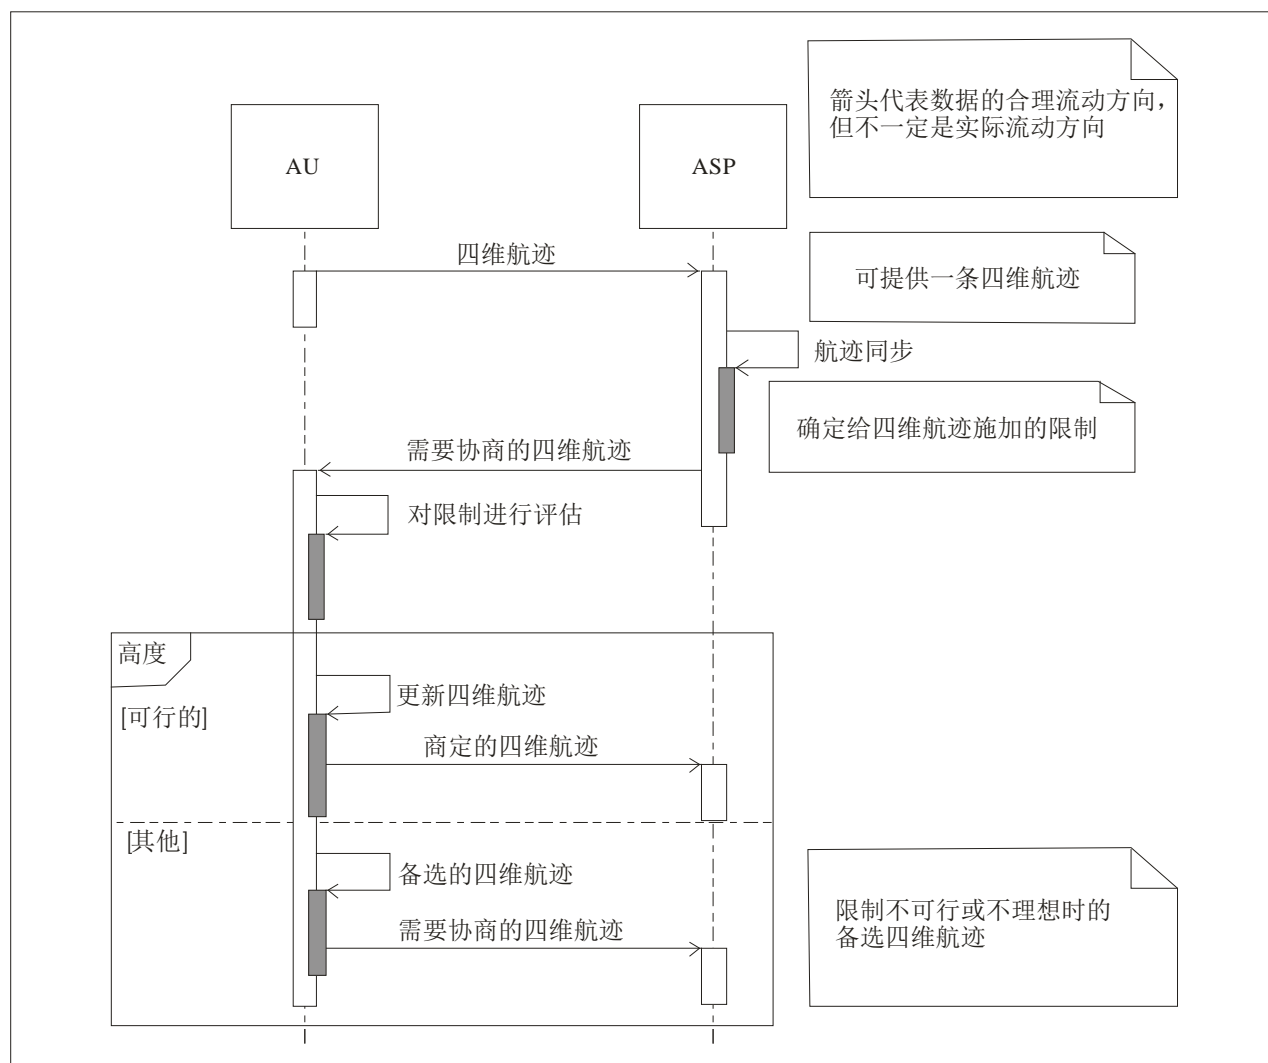 箭头代表数据的合理流动方向，
但不一定是实际流动方向
AU
ASP
四维航迹
可提供一条四维航迹
航迹同步
确定给四维航迹施加的限制
需要协商的四维航迹
对限制进行评估
高度
更新四维航迹
[可行的]
商定的四维航迹
[其他]
备选的四维航迹
限制不可行或不理想时的
备选四维航迹
需要协商的四维航迹